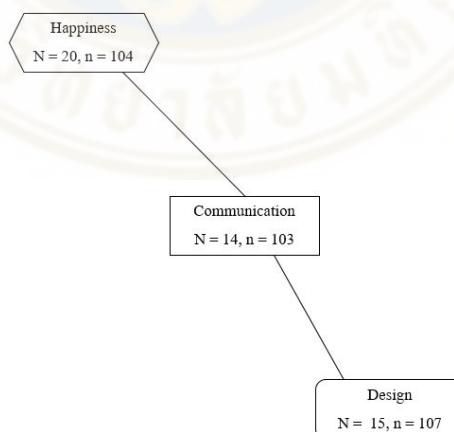 Happiness
N = 20, n = 104
Communication
N = 14, n = 103
Design
N = 15, n = 107